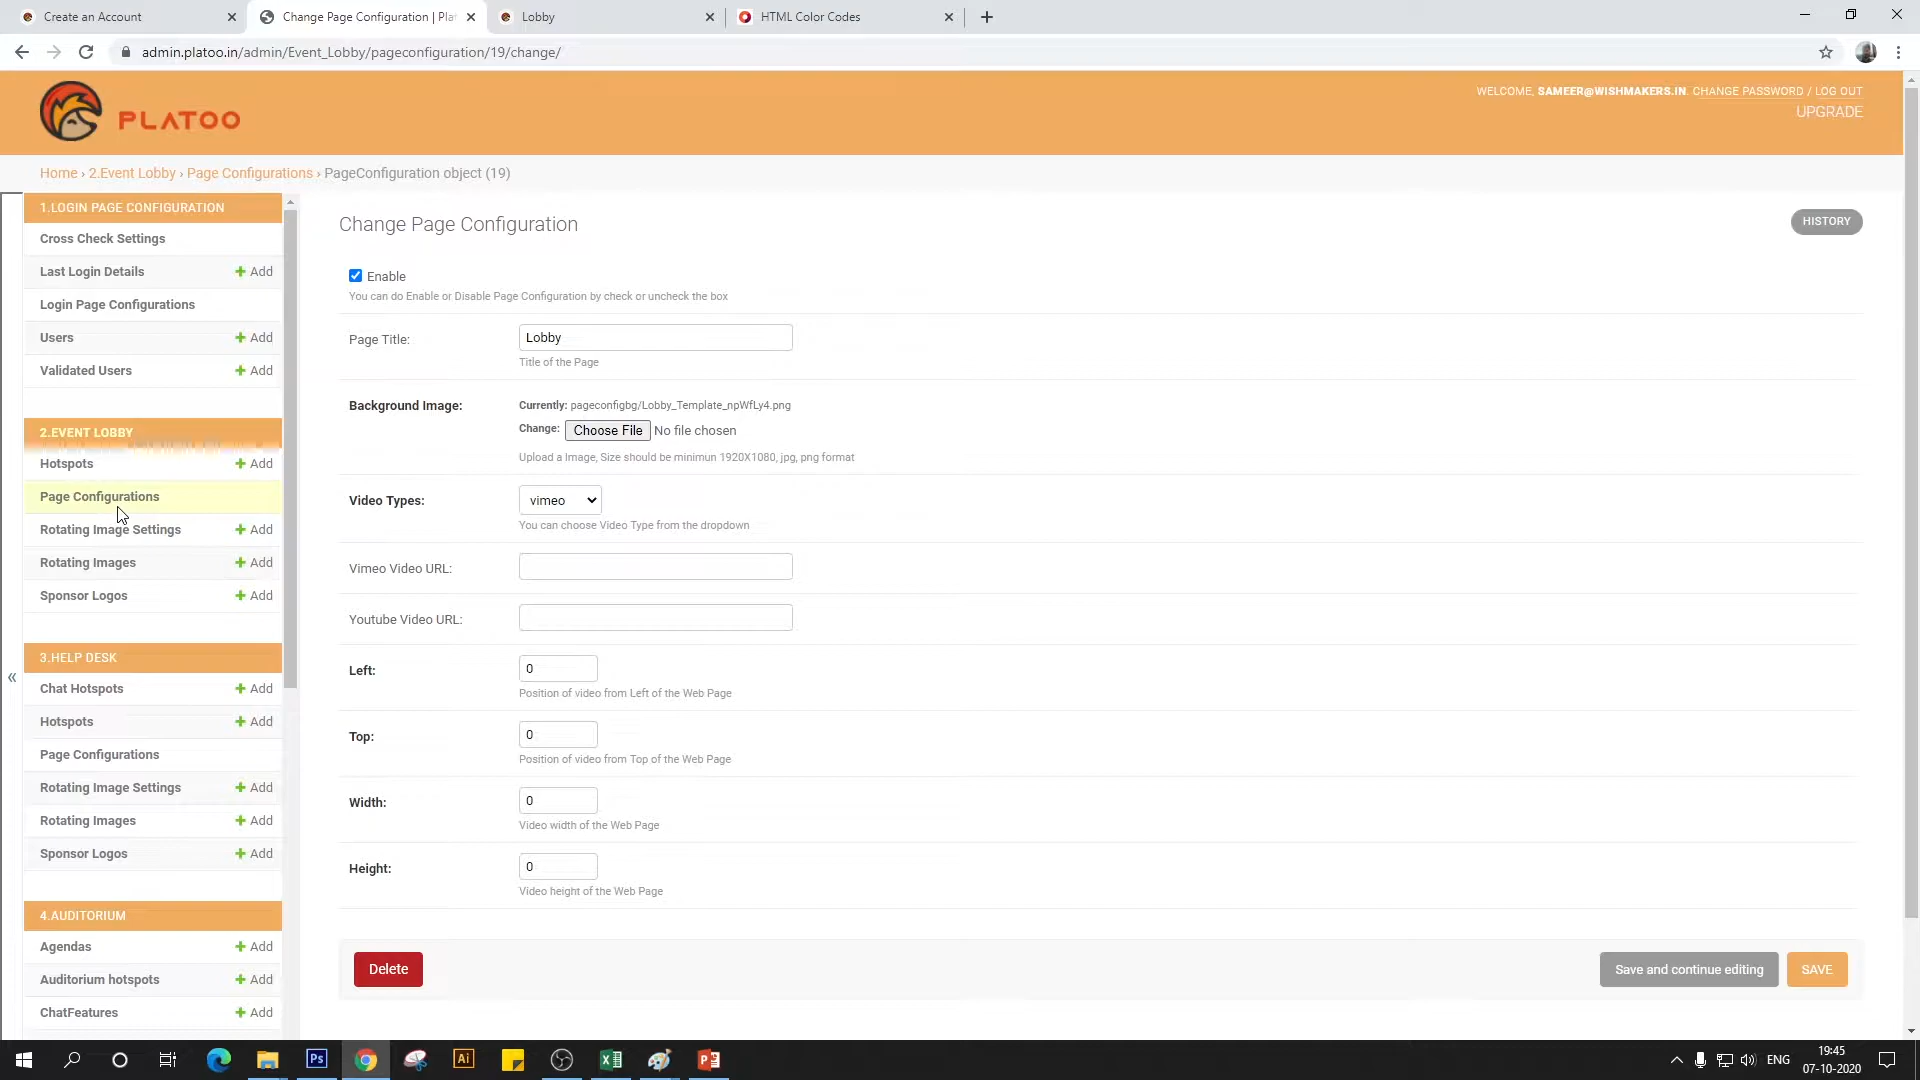 Create an Account
Change Page Configuration | Plat
Lobby
HTML Color Codes
admin.platoo.in/admin/Event_Lobby/pageconfiguration/19/change/
PLATOO
WELCOME, SAMEER@WISHMAKERS.IN. CHANGE PASSWORD / LOG OUT
UPGRADE
Home › 2.Event Lobby › Page Configurations › PageConfiguration object (19)
1.LOGIN PAGE CONFIGURATION
Cross Check Settings
Last Login Details Add
Login Page Configurations
Users Add
Validated Users Add
2.EVENT LOBBY
Hotspots Add
Page Configurations
Rotating Image Settings Add
Rotating Images Add
Sponsor Logos Add
3.HELP DESK
Chat Hotspots Add
Hotspots Add
Page Configurations
Rotating Image Settings Add
Rotating Images Add
Sponsor Logos Add
4.AUDITORIUM
Agendas Add
Auditorium hotspots Add
ChatFeatures Add
«
Change Page Configuration
HISTORY
Enable
You can do Enable or Disable Page Configuration by check or uncheck the box
Page Title: Lobby
Title of the Page
Background Image: Currently: pageconfigbg/Lobby_Template_npWfLy4.png
Change: Choose File No file chosen
Upload a Image, Size should be minimun 1920X1080, jpg, png format
Video Types: vimeo
You can choose Video Type from the dropdown
Vimeo Video URL:
Youtube Video URL:
Left: 0
Position of video from Left of the Web Page
Top: 0
Position of video from Top of the Web Page
Width: 0
Video width of the Web Page
Height: 0
Video height of the Web Page
Delete
Save and continue editing
SAVE
Ps
Ai
ENG
19:45
07-10-2020